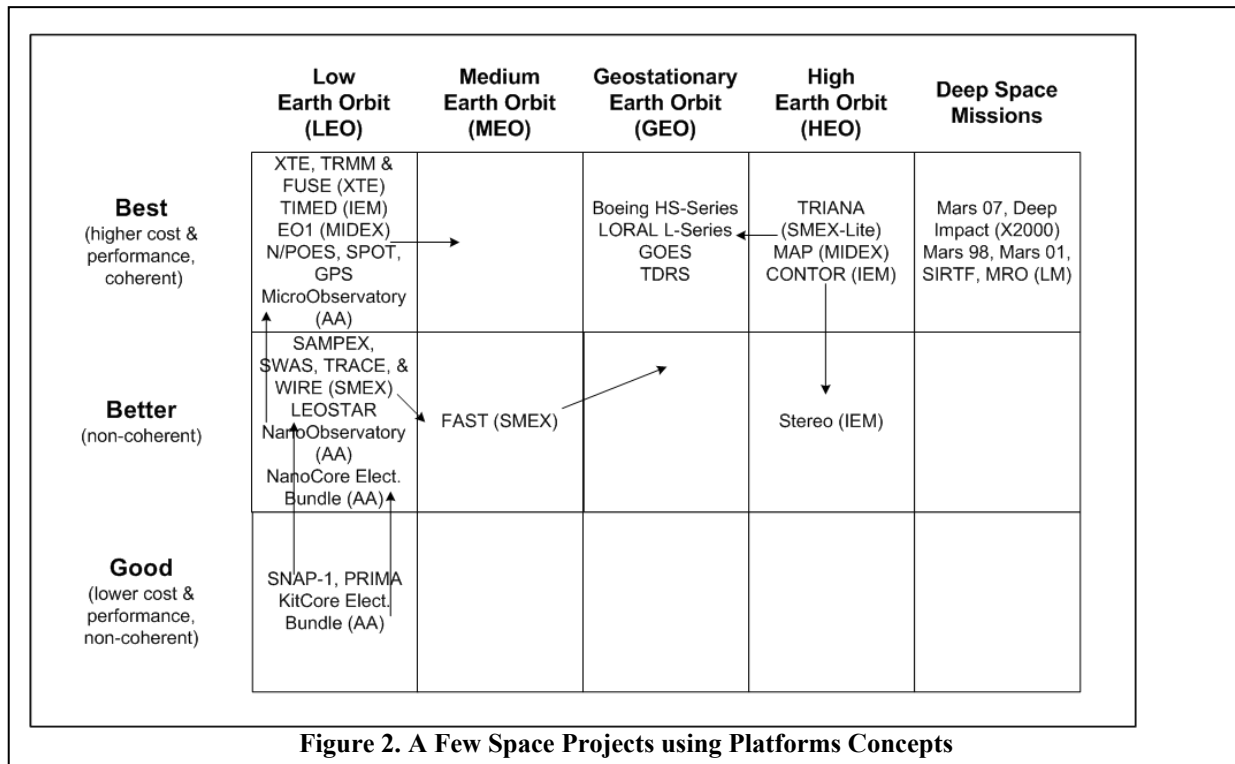 Low
Earth Orbit
(LEO)
Medium
Earth Orbit
(MEO)
Geostationary
Earth Orbit
(GEO)
High
Earth Orbit
(HEO)
Deep Space
Missions
Best
(higher cost &
performance,
coherent)
XTE, TRMM &
FUSE (XTE)
TIMED (IEM)
EO1 (MIDEX)
N/POES, SPOT,
GPS
MicroObservatory
(AA)
Boeing HS-Series
LORAL L-Series
GOES
TDRS
TRIANA
(SMEX-Lite)
MAP (MIDEX)
CONTOR (IEM)
Mars 07, Deep
Impact (X2000)
Mars 98, Mars 01,
SIRTF, MRO (LM)
Better
(non-coherent)
SAMPEX,
SWAS, TRACE, &
WIRE (SMEX)
LEOSTAR
NanoObservatory
(AA)
NanoCore Elect.
Bundle (AA)
FAST (SMEX)
Stereo (IEM)
Good
(lower cost &
performance,
non-coherent)
SNAP-1, PRIMA
KitCore Elect.
Bundle (AA)
Figure 2. A Few Space Projects using Platforms Concepts